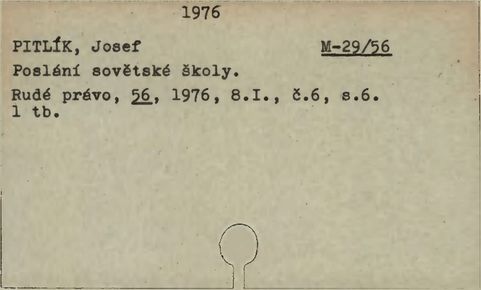 1976
PITLÍK, Josef M-29/56
Poslání sovětské školy.
Rudé právo, 56, 1976, 8.I., č.6, s.6.
1 tb.